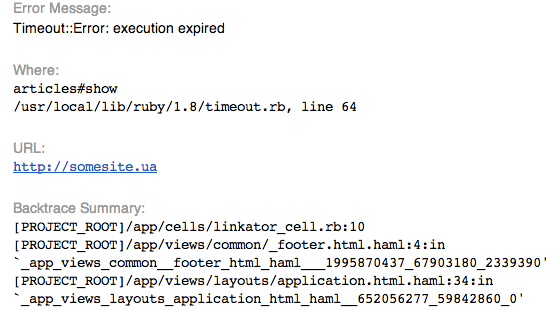 Error Message:
Timeout::Error: execution expired
Where:
articles#show
/usr/local/lib/ruby/1.8/timeout.rb, line 64
URL:
http://somesite.ua
Backtrace Summary:
[PROJECT_ROOT]/app/cells/linkator_cell.rb:10
[PROJECT_ROOT]/app/views/common/_footer.html.haml:4:in
`_app_views_common__footer_html_haml___1995870437_67903180_2339390'
[PROJECT_ROOT]/app/views/layouts/application.html.haml:34:in
`_app_views_layouts_application_html_haml__652056277_59842860_0'